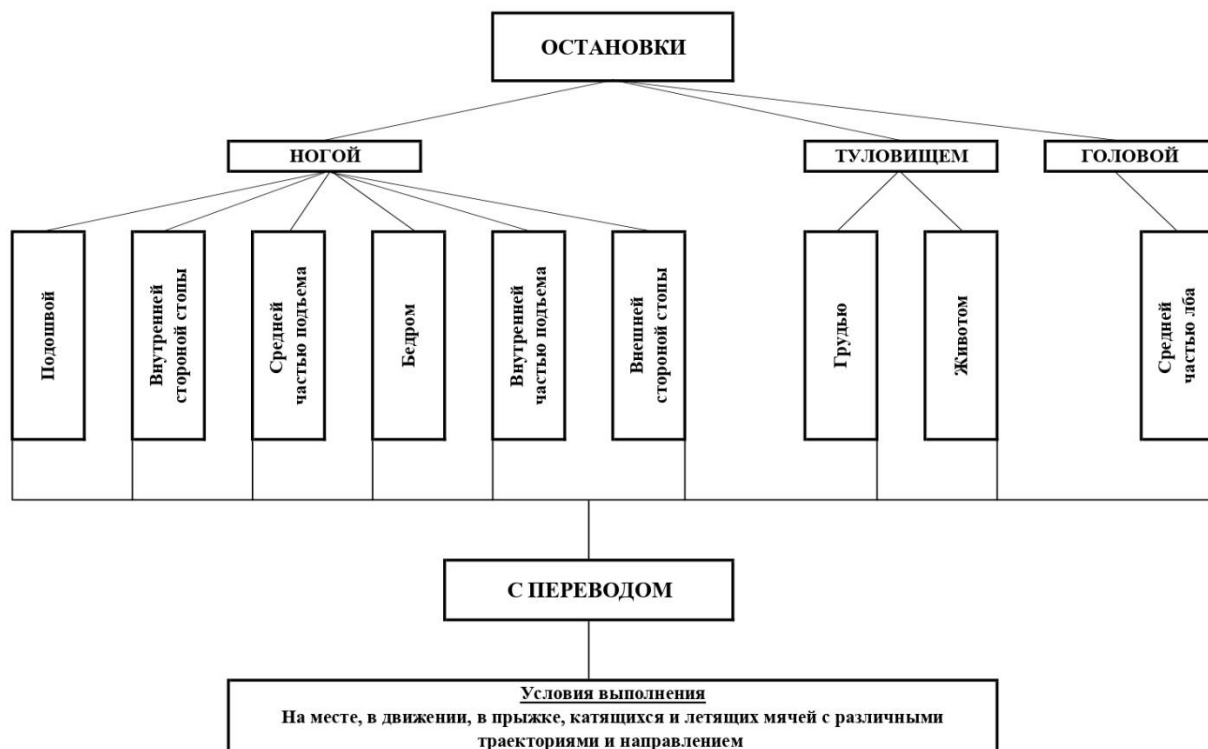 ОСТАНОВКИ
НОГОЙ
ТУЛОВИЩЕМ
ГОЛОВОЙ
Подошвой
Внутренней
стороной стопы
Средней
частью подъема
Бедром
Внутренней
частью подъема
Внешней
стороной стопы
Грудью
Животом
Средней
частью лба
С ПЕРЕВОДОМ
Условия выполнения
На месте, в движении, в прыжке, катящихся и летящих мячей с различными
траекториями и направлением